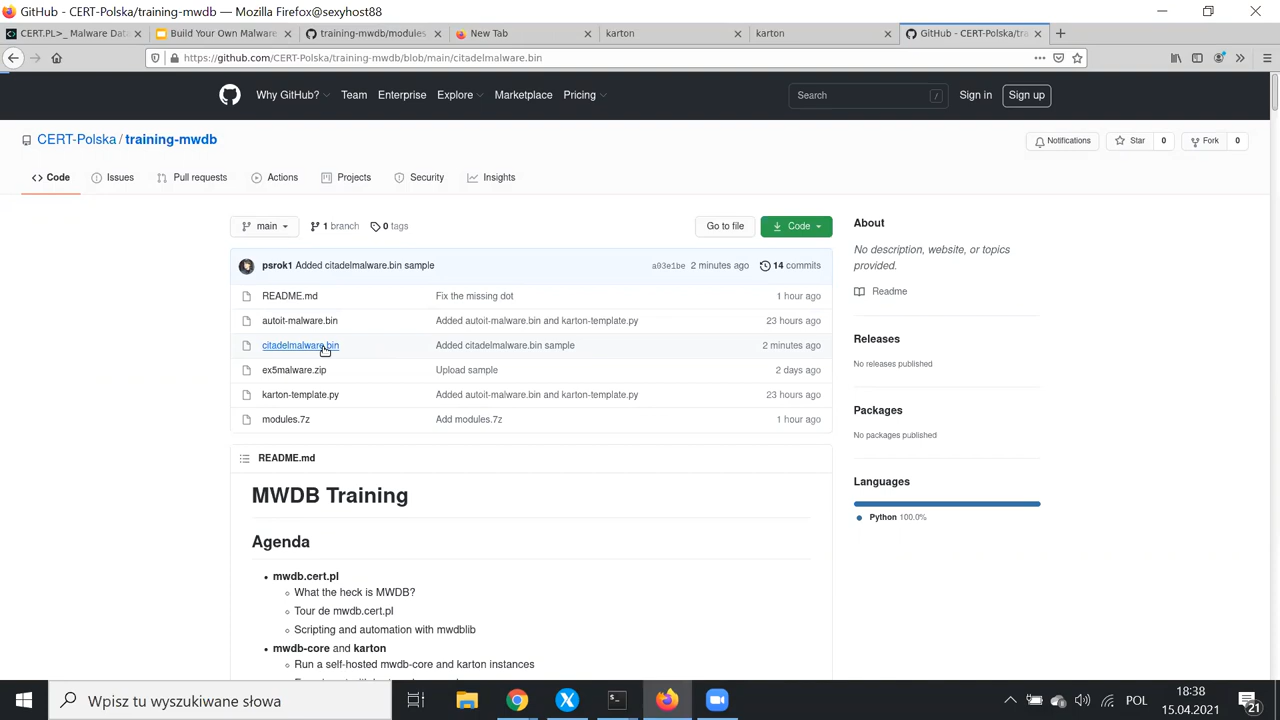 GitHub - CERT-Polska/training-mwdb — Mozilla Firefox@sexyhost88
CERT.PL>_ Malware Dat
Build Your Own Malware.
training-mwdb/modules
New Tab
karton
karton
GitHub - CERT-Polska/tra
https://github.com/CERT-Polska/training-mwdb/blob/main/citadelmalware.bin
Why GitHub?
Team
Enterprise
Explore
Marketplace
Pricing
Search
/
Sign in
Sign up
CERT-Polska / training-mwdb
Notifications
Star
0
Fork
0
Code
Issues
Pull requests
Actions
Projects
Security
Insights
main
1 branch
0 tags
Go to file
Code
psrok1 Added citadelmalware.bin sample
a03e1be 2 minutes ago
14 commits
README.md
Fix the missing dot
1 hour ago
autoit-malware.bin
Added autoit-malware.bin and karton-template.py
23 hours ago
citadelmalware.bin
Added citadelmalware.bin sample
2 minutes ago
ex5malware.zip
Upload sample
2 days ago
karton-template.py
Added autoit-malware.bin and karton-template.py
23 hours ago
modules.7z
Add modules.7z
1 hour ago
README.md
MWDB Training
Agenda
mwdb.cert.pl
What the heck is MWDB?
Tour de mwdb.cert.pl
Scripting and automation with mwdblib
mwdb-core and karton
Run a self-hosted mwdb-core and karton instances
About
No description, website, or topics
provided.
Readme
Releases
No releases published
Packages
No packages published
Languages
Python 100.0%
Wpisz tu wyszukiwane słowa
POL
18:38
15.04.2021
21